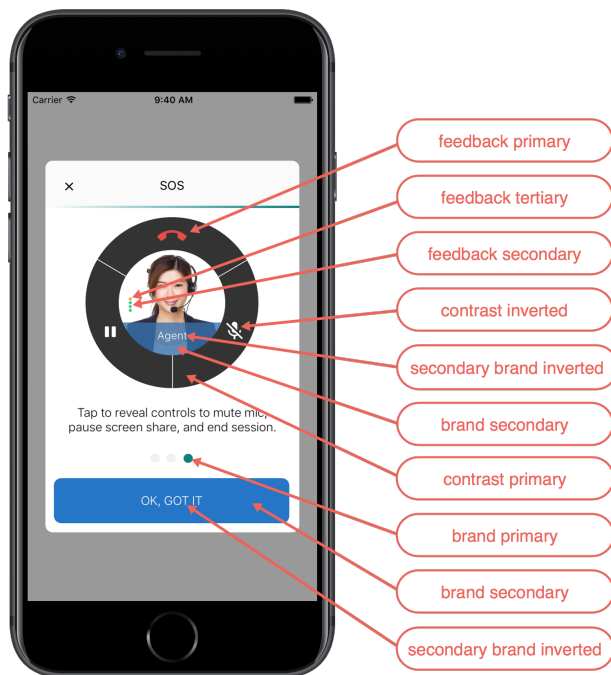 Carrier
9:40 AM
SOS
Agent
Tap to reveal controls to mute mic,
pause screen share, and end session.
OK, GOT IT
feedback primary
feedback tertiary
feedback secondary
contrast inverted
secondary brand inverted
brand secondary
contrast primary
brand primary
brand secondary
secondary brand inverted